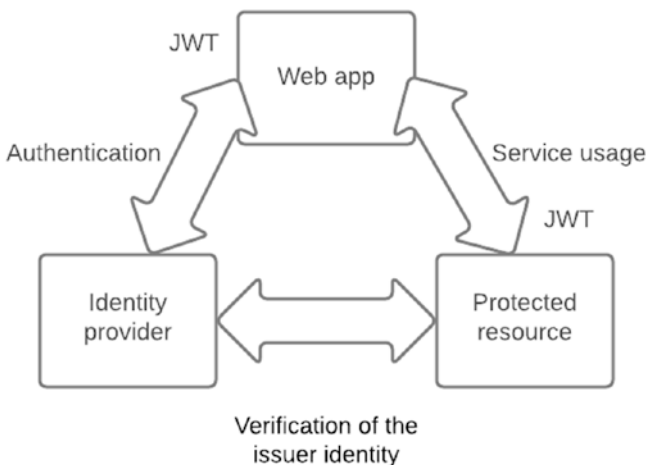 JWT
Web app
Authentication
Service usage
JWT
Identity
provider
Protected
resource
Verification of the
issuer identity